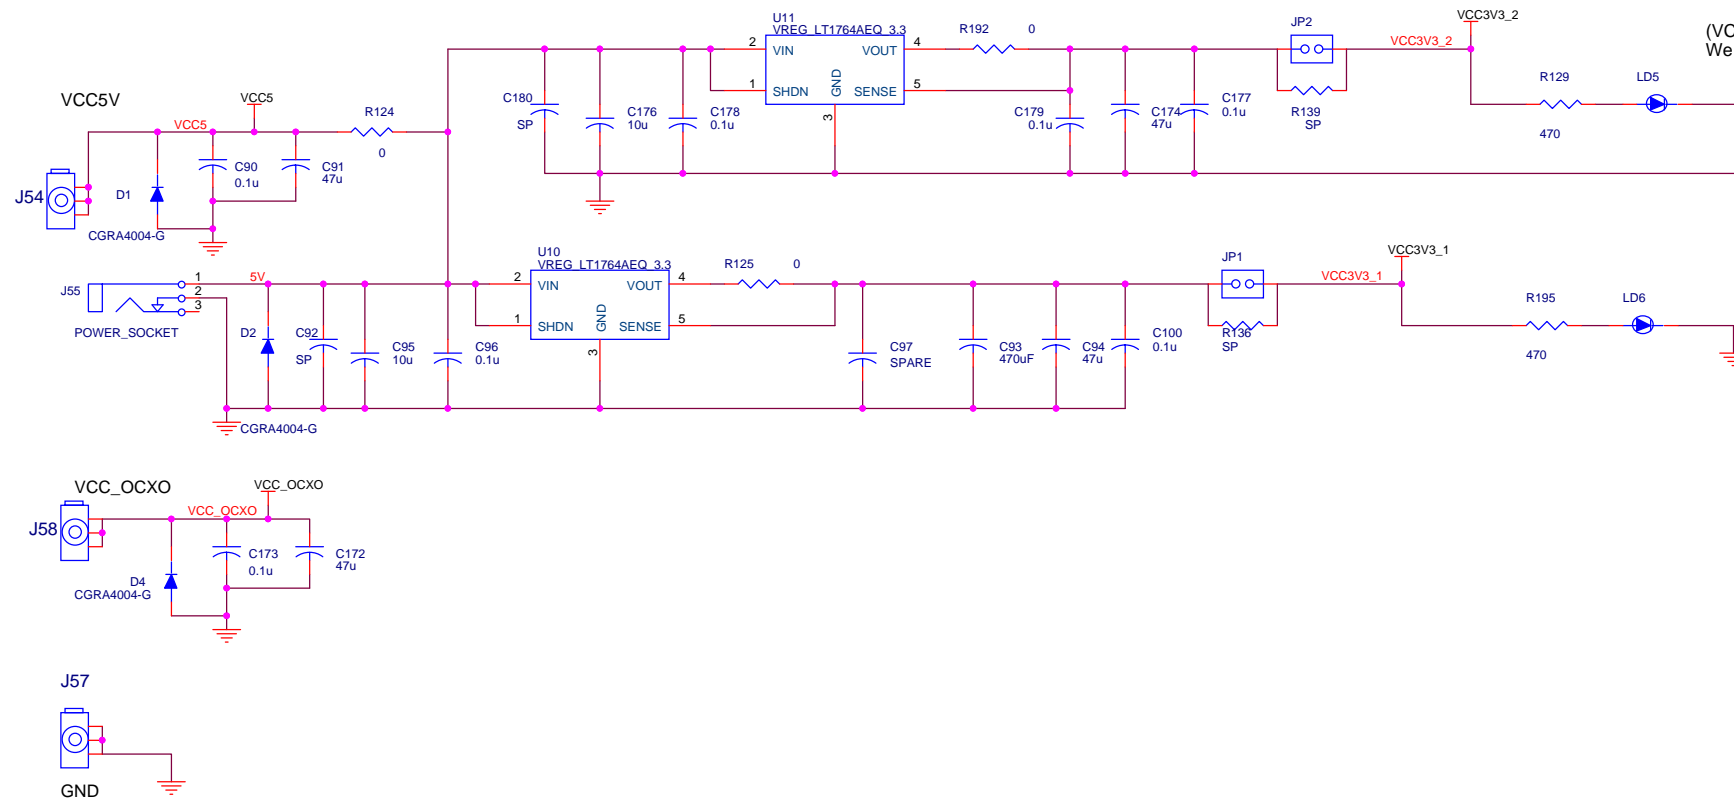 U11
VREG_LT1764AEQ_3.3
R192
0
JP2
VCC3V3_2
(VC
We
2
VIN
VOUT
4
VCC3V3_2
1
SHDN
GND
SENSE
5
3
R129
LD5
470
VCC5V
VCC5
R124
VCC5
0
C180
SP
C176
10u
C178
0.1u
C179
0.1u
C174
47u
C177
0.1u
R139
SP
C90
0.1u
C91
47u
J54
D1
CGRA4004-G
U10
VREG_LT1764AEQ_3.3
R125
0
JP1
VCC3V3_1
J55
1
2
3
5V
POWER_SOCKET
2
VIN
VOUT
4
VCC3V3_1
1
SHDN
GND
SENSE
5
3
R195
LD6
470
D2
C92
SP
C95
10u
C96
0.1u
C97
SPARE
C93
470uF
C94
47u
C100
0.1u
R136
SP
CGRA4004-G
VCC_OCXO
VCC_OCXO
VCC_OCXO
J58
C173
0.1u
C172
47u
D4
CGRA4004-G
J57
GND